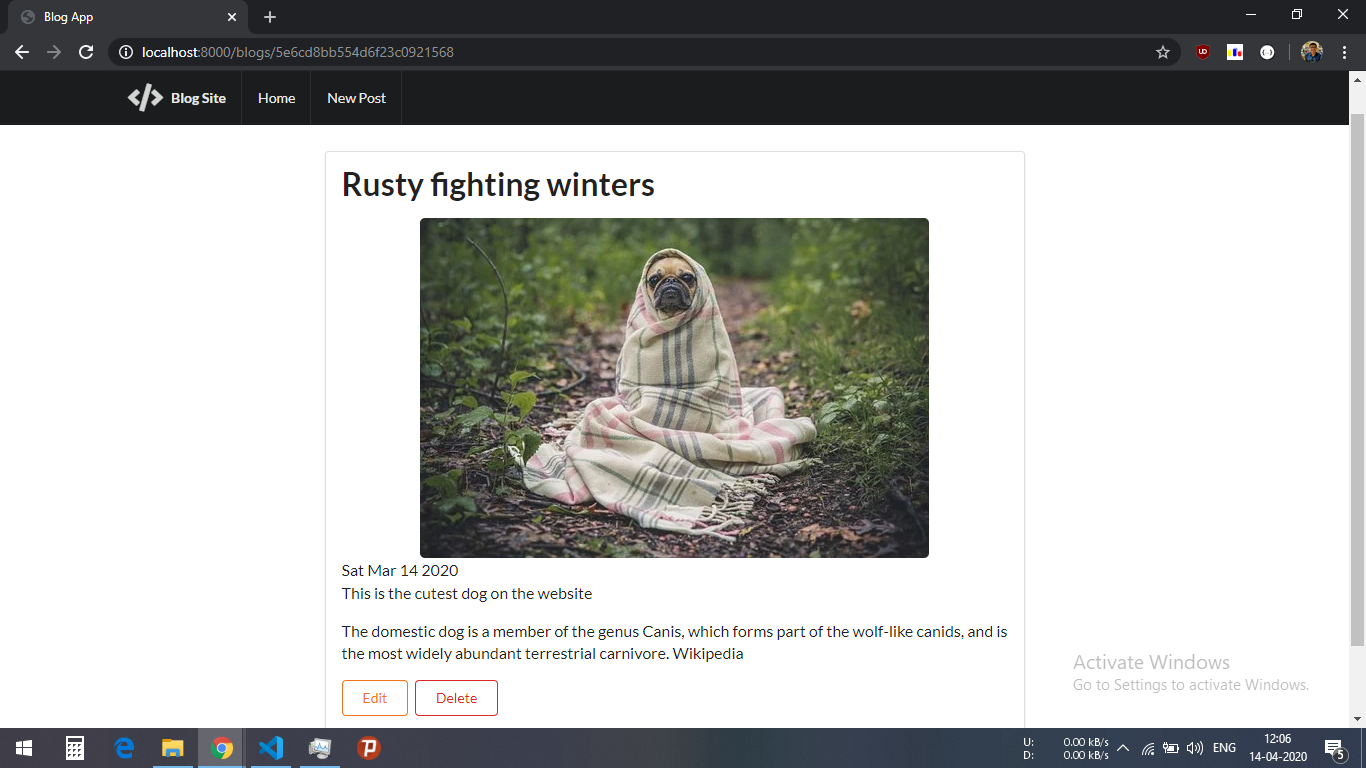 Blog App
localhost:8000/blogs/5e6cd8bb554d6f23c0921568
</> Blog Site
Home
New Post
Rusty fighting winters
Sat Mar 14 2020
This is the cutest dog on the website
The domestic dog is a member of the genus Canis, which forms part of the wolf-like canids, and is
the most widely abundant terrestrial carnivore. Wikipedia
Edit
Delete
Activate Windows
Go to Settings to activate Windows.
U: 0.00 kB/s
D: 0.00 kB/s
ENG
12:06
14-04-2020
5